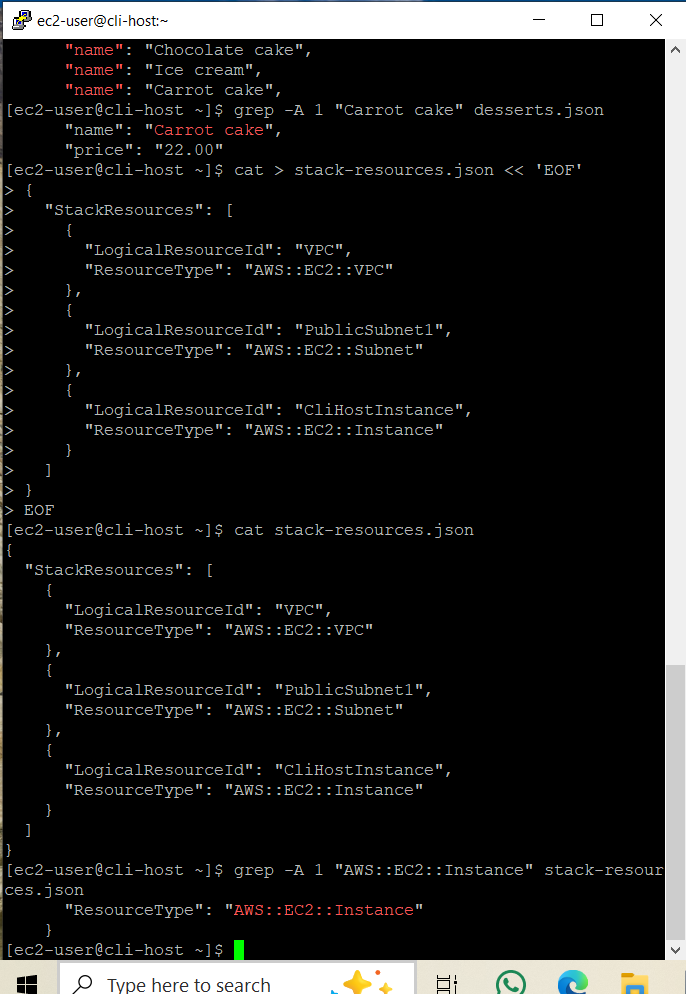 ec2-user@cli-host:~
      "name": "Chocolate cake",
      "name": "Ice cream",
      "name": "Carrot cake",
[ec2-user@cli-host ~]$ grep -A 1 "Carrot cake" desserts.json
      "name": "Carrot cake",
      "price": "22.00"
[ec2-user@cli-host ~]$ cat > stack-resources.json << 'EOF'
> {
>   "StackResources": [
>     {
>       "LogicalResourceId": "VPC",
>       "ResourceType": "AWS::EC2::VPC"
>     },
>     {
>       "LogicalResourceId": "PublicSubnet1",
>       "ResourceType": "AWS::EC2::Subnet"
>     },
>     {
>       "LogicalResourceId": "CliHostInstance",
>       "ResourceType": "AWS::EC2::Instance"
>     }
>   ]
> }
> EOF
[ec2-user@cli-host ~]$ cat stack-resources.json
{
  "StackResources": [
    {
      "LogicalResourceId": "VPC",
      "ResourceType": "AWS::EC2::VPC"
    },
    {
      "LogicalResourceId": "PublicSubnet1",
      "ResourceType": "AWS::EC2::Subnet"
    },
    {
      "LogicalResourceId": "CliHostInstance",
      "ResourceType": "AWS::EC2::Instance"
    }
  ]
}
[ec2-user@cli-host ~]$ grep -A 1 "AWS::EC2::Instance" stack-resour
ces.json
      "ResourceType": "AWS::EC2::Instance"
    }
[ec2-user@cli-host ~]$
Type here to search